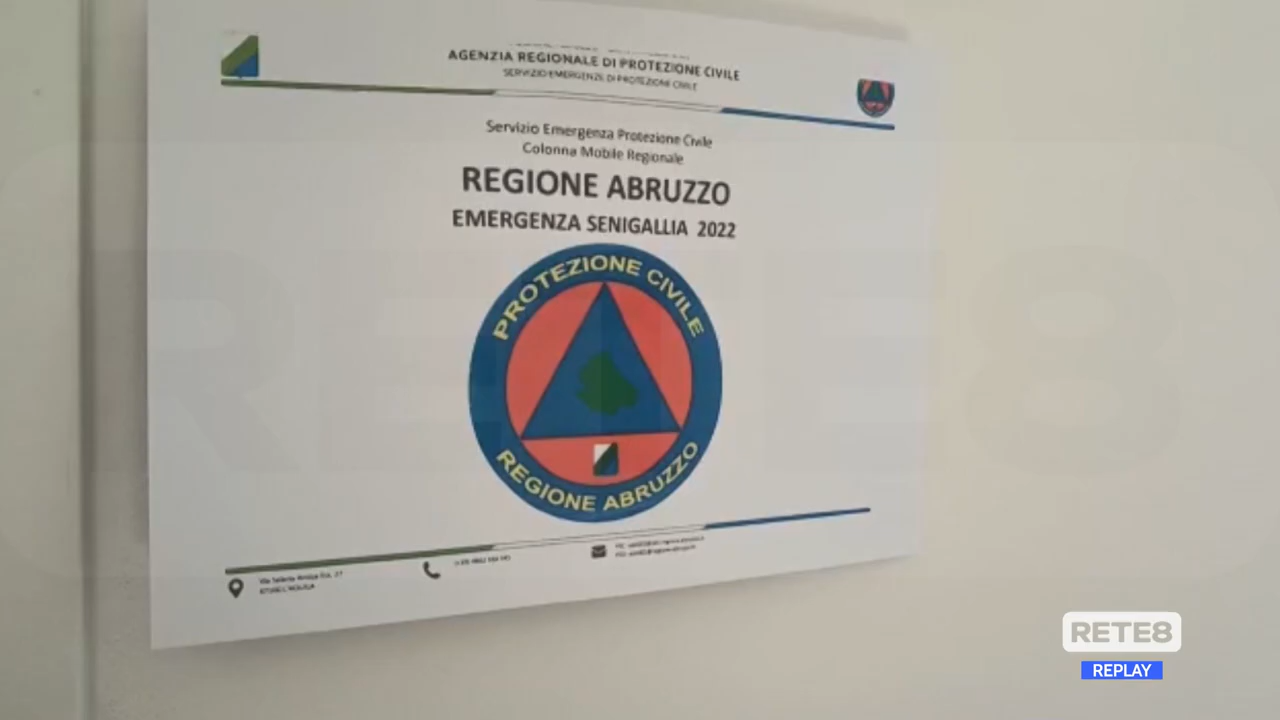 AGENZIA REGIONALE DI PROTEZIONE CIVILE
SERVIZIO EMERGENZE DI PROTEZIONE CIVILE
Servizio Emergenza Protezione Civile
Colonna Mobile Regionale
REGIONE ABRUZZO
EMERGENZA SENIGALLIA 2022
PROTEZIONE CIVILE
REGIONE ABRUZZO
RETE8
REPLAY